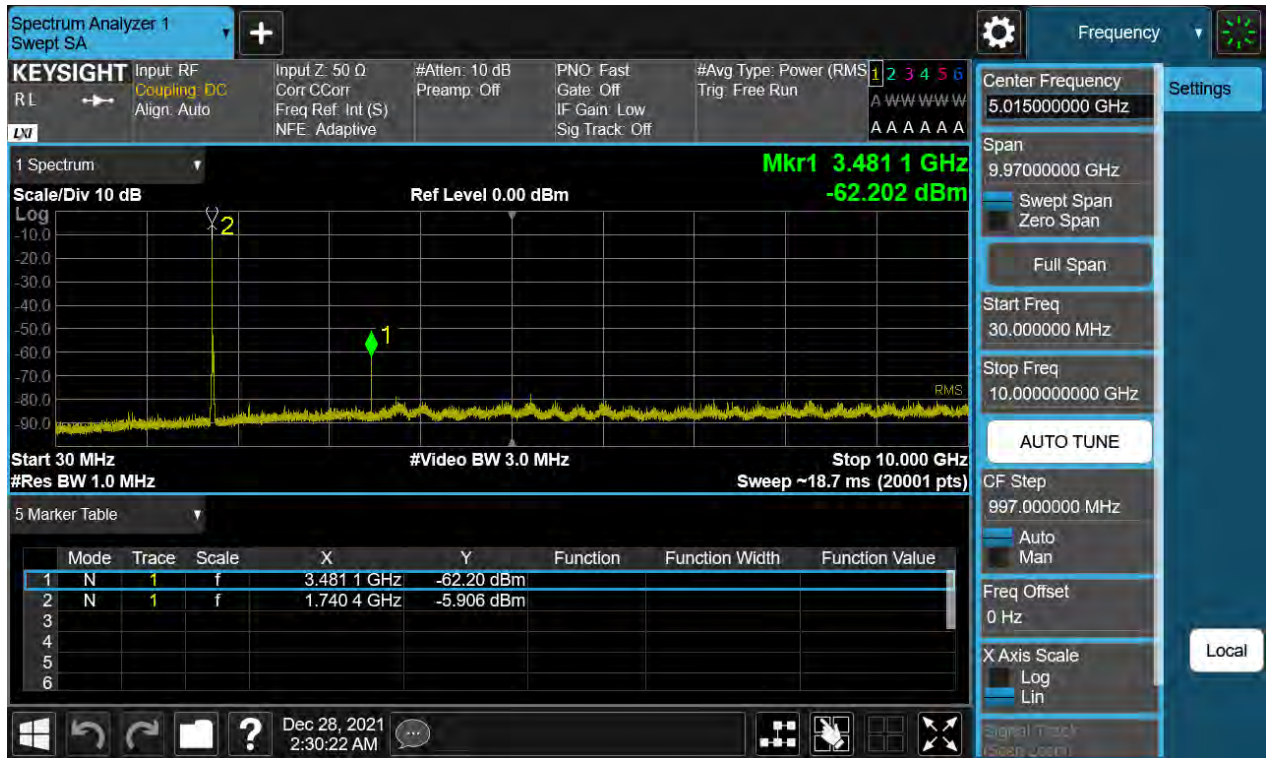 Spectrum Analyzer 1
Swept SA
+
Frequency
KEYSIGHT
RL
LXI
Input: RF
Coupling: DC
Align: Auto
Input Z: 50 Ω
Corr CCorr
Freq Ref: Int (S)
NFE: Adaptive
#Atten: 10 dB
Preamp: Off
PNO: Fast
Gate: Off
IF Gain: Low
Sig Track: Off
#Avg Type: Power (RMS
Trig: Free Run
1 2 3 4 5 6
A W W W W W
A A A A A A
1 Spectrum
Mkr1 3.481 1 GHz
-62.202 dBm
Scale/Div 10 dB
Ref Level 0.00 dBm
Log
-10.0
-20.0
-30.0
-40.0
-50.0
-60.0
-70.0
-80.0
-90.0
2
1
RMS
Start 30 MHz
#Video BW 3.0 MHz
Stop 10.000 GHz
#Res BW 1.0 MHz
Sweep ~18.7 ms (20001 pts)
5 Marker Table
Mode Trace Scale X Y Function Function Width Function Value
1 N 1 f 3.481 1 GHz -62.20 dBm
2 N 1 f 1.740 4 GHz -5.906 dBm
3
4
5
6
Dec 28, 2021
2:30:22 AM
?
Center Frequency
5.015000000 GHz
Settings
Span
9.97000000 GHz
Swept Span
Zero Span
Full Span
Start Freq
30.000000 MHz
Stop Freq
10.000000000 GHz
AUTO TUNE
CF Step
997.000000 MHz
Auto
Man
Freq Offset
0 Hz
X Axis Scale
Log
Lin
Local
Signal Track
(Span Zoom)